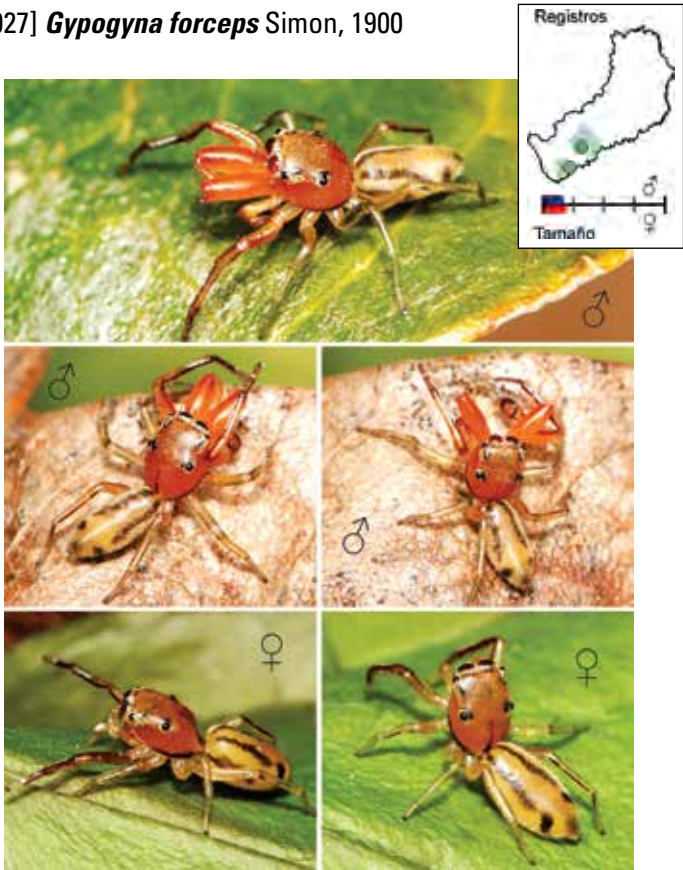 027] Gypogyna forceps Simon, 1900
Registros
♂
♀
Tamaño
♂
♂
♂
♀
♀